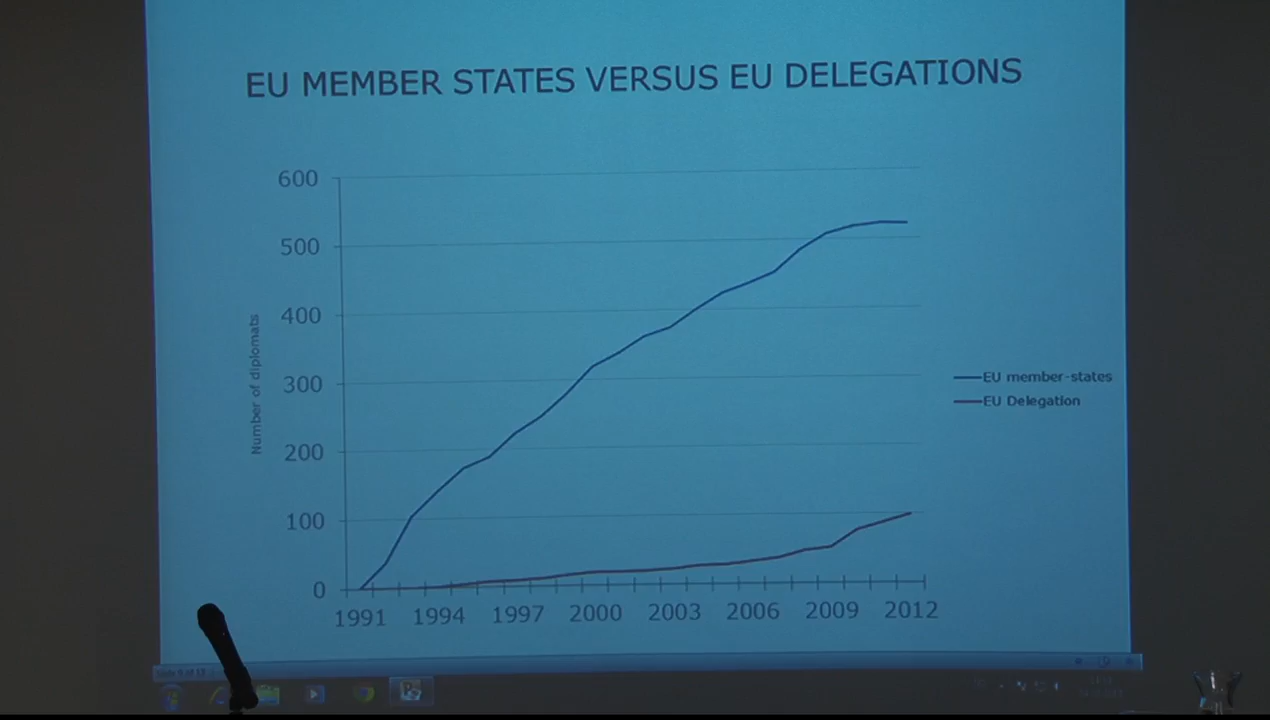 EU MEMBER STATES VERSUS EU DELEGATIONS
600
500
400
300
200
100
0
Number of diplomats
1991 1994 1997 2000 2003 2006 2009 2012
EU member-states
EU Delegation